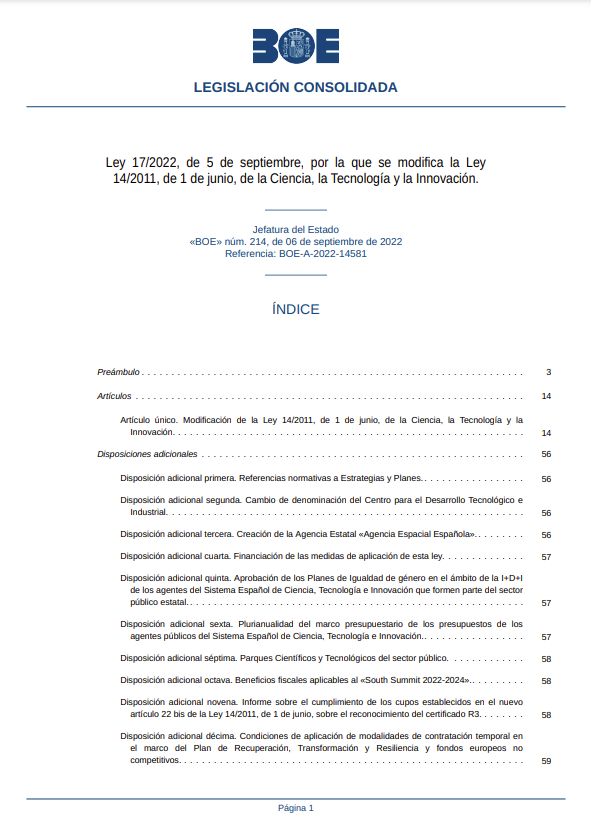 BOE
LEGISLACIÓN CONSOLIDADA
Ley 17/2022, de 5 de septiembre, por la que se modifica la Ley
14/2011, de 1 de junio, de la Ciencia, la Tecnología y la Innovación.
Jefatura del Estado
«BOE» núm. 214, de 06 de septiembre de 2022
Referencia: BOE-A-2022-14581
ÍNDICE
Preámbulo . . . . . . . . . . . . . . . . . . . . 3
Artículos . . . . . . . . . . . . . . . . . . . . 14
Artículo único. Modificación de la Ley 14/2011, de 1 de junio, de la Ciencia, la Tecnología y la
Innovación. . . . . . . . . . . . . . . . . . . . 14
Disposiciones adicionales . . . . . . . . . . . . . . . . . . . . 56
Disposición adicional primera. Referencias normativas a Estrategias y Planes. . . . . . . . . . . . 56
Disposición adicional segunda. Cambio de denominación del Centro para el Desarrollo Tecnológico e
Industrial. . . . . . . . . . . . . . . . . . . . 56
Disposición adicional tercera. Creación de la Agencia Estatal «Agencia Espacial Española». . . . . . . . 56
Disposición adicional cuarta. Financiación de las medidas de aplicación de esta ley. . . . . . . . . . . 57
Disposición adicional quinta. Aprobación de los Planes de Igualdad de género en el ámbito de la I+D+I
de los agentes del Sistema Español de Ciencia, Tecnología e Innovación que formen parte del sector
público estatal. . . . . . . . . . . . . . . . . . . . 57
Disposición adicional sexta. Plurianualidad del marco presupuestario de los presupuestos de los
agentes públicos del Sistema Español de Ciencia, Tecnología e Innovación. . . . . . . . . . . . 57
Disposición adicional séptima. Parques Científicos y Tecnológicos del sector público. . . . . . . . . . 58
Disposición adicional octava. Beneficios fiscales aplicables al «South Summit 2022-2024». . . . . . . . 58
Disposición adicional novena. Informe sobre el cumplimiento de los cupos establecidos en el nuevo
artículo 22 bis de la Ley 14/2011, de 1 de junio, sobre el reconocimiento del certificado R3. . . . . . . 58
Disposición adicional décima. Condiciones de aplicación de modalidades de contratación temporal en
el marco del Plan de Recuperación, Transformación y Resiliencia y fondos europeos no
competitivos. . . . . . . . . . . . . . . . . . . . 59
Página 1